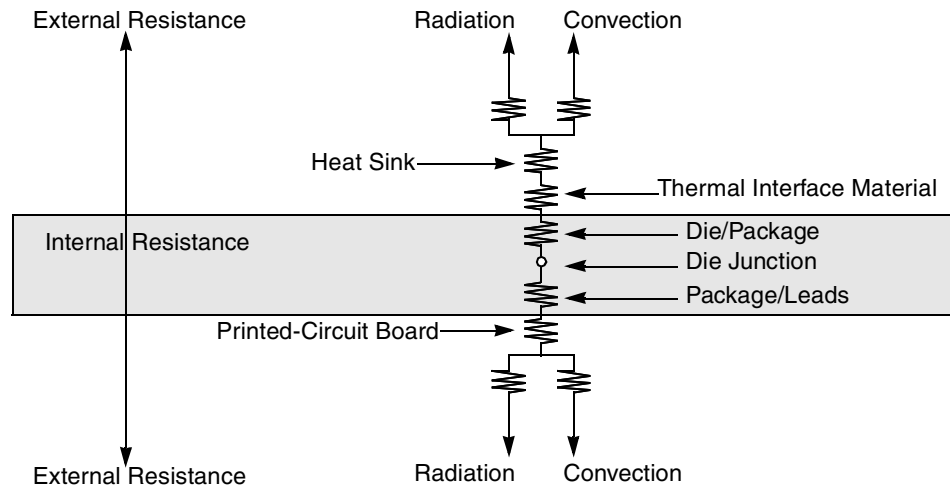 External Resistance
Radiation
Convection
Heat Sink
Thermal Interface Material
Internal Resistance
Die/Package
Die Junction
Package/Leads
Printed-Circuit Board
External Resistance
Radiation
Convection